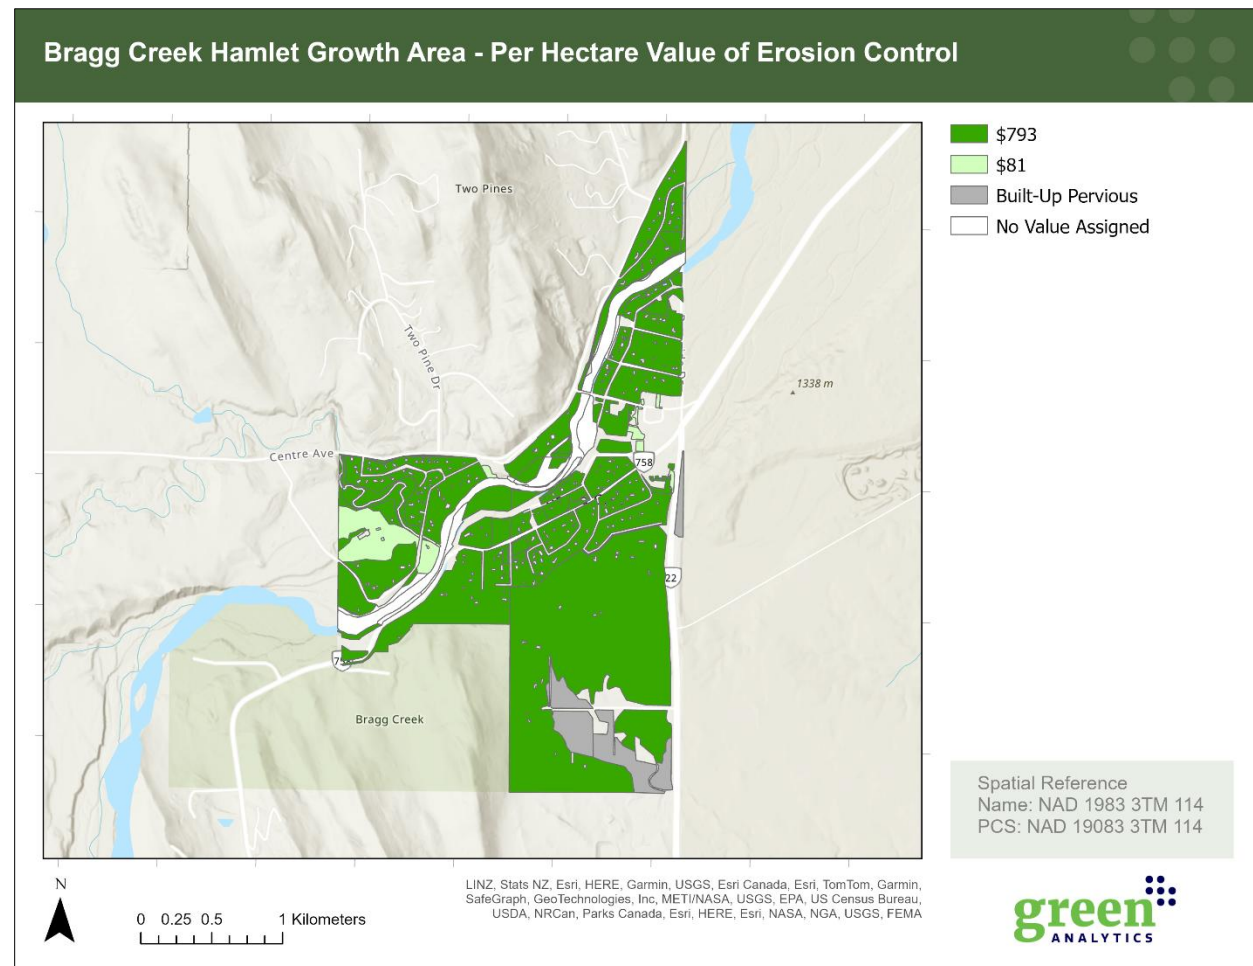 Bragg Creek Hamlet Growth Area - Per Hectare Value of Erosion Control
$793
$81
Built-Up Pervious
No Value Assigned
Two Pines
Two Pine Dr
1338 m
Centre Ave
758
22
75
Bragg Creek
Spatial Reference
Name: NAD 1983 3TM 114
PCS: NAD 19083 3TM 114
N
0 0.25 0.5 1 Kilometers
LINZ, Stats NZ, Esri, HERE, Garmin, USGS, Esri Canada, Esri, TomTom, Garmin,
SafeGraph, GeoTechnologies, Inc, METI/NASA, USGS, EPA, US Census Bureau,
USDA, NRCan, Parks Canada, Esri, HERE, Esri, NASA, NGA, USGS, FEMA
green
ANALYTICS